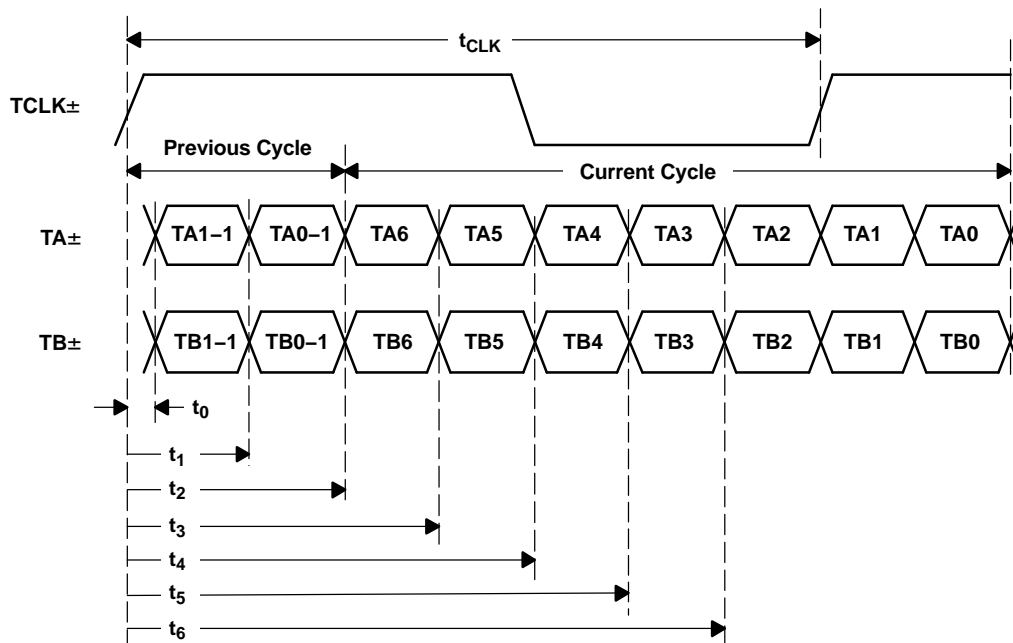 tCLK
TCLK±
Previous Cycle
Current Cycle
TA±
TA1–1 TA0–1 TA6 TA5 TA4 TA3 TA2 TA1 TA0
TB±
TB1–1 TB0–1 TB6 TB5 TB4 TB3 TB2 TB1 TB0
t0
t1
t2
t3
t4
t5
t6